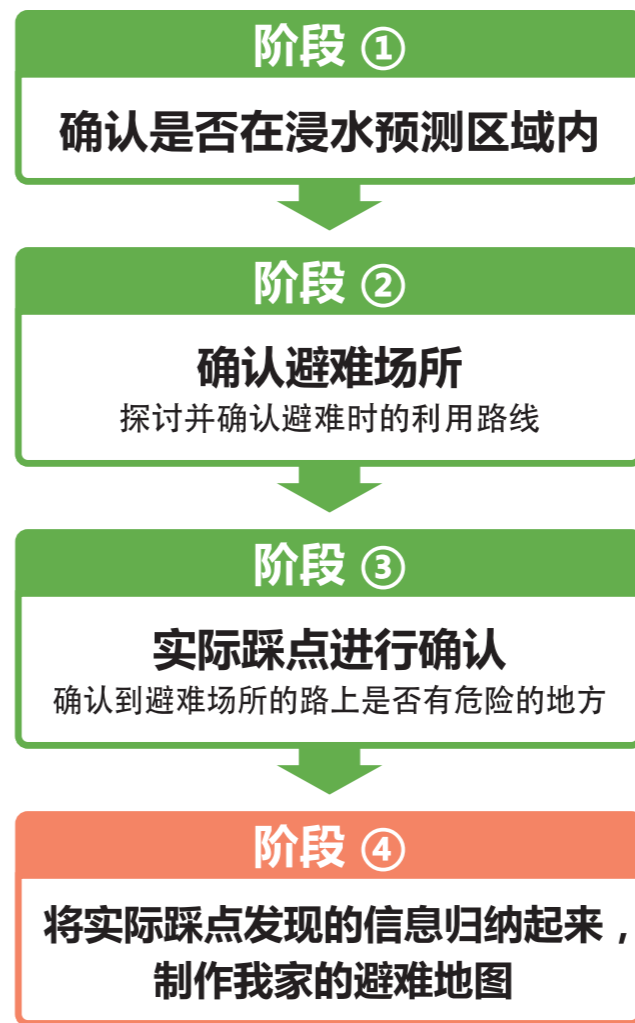 阶段 ①
确认是否在浸水预测区域内
阶段 ②
确认避难场所
探讨并确认避难时的利用路线
阶段 ③
实际踩点进行确认
确认到避难场所的路上是否有危险的地方
阶段 ④
将实际踩点发现的信息归纳起来，
制作我家的避难地图